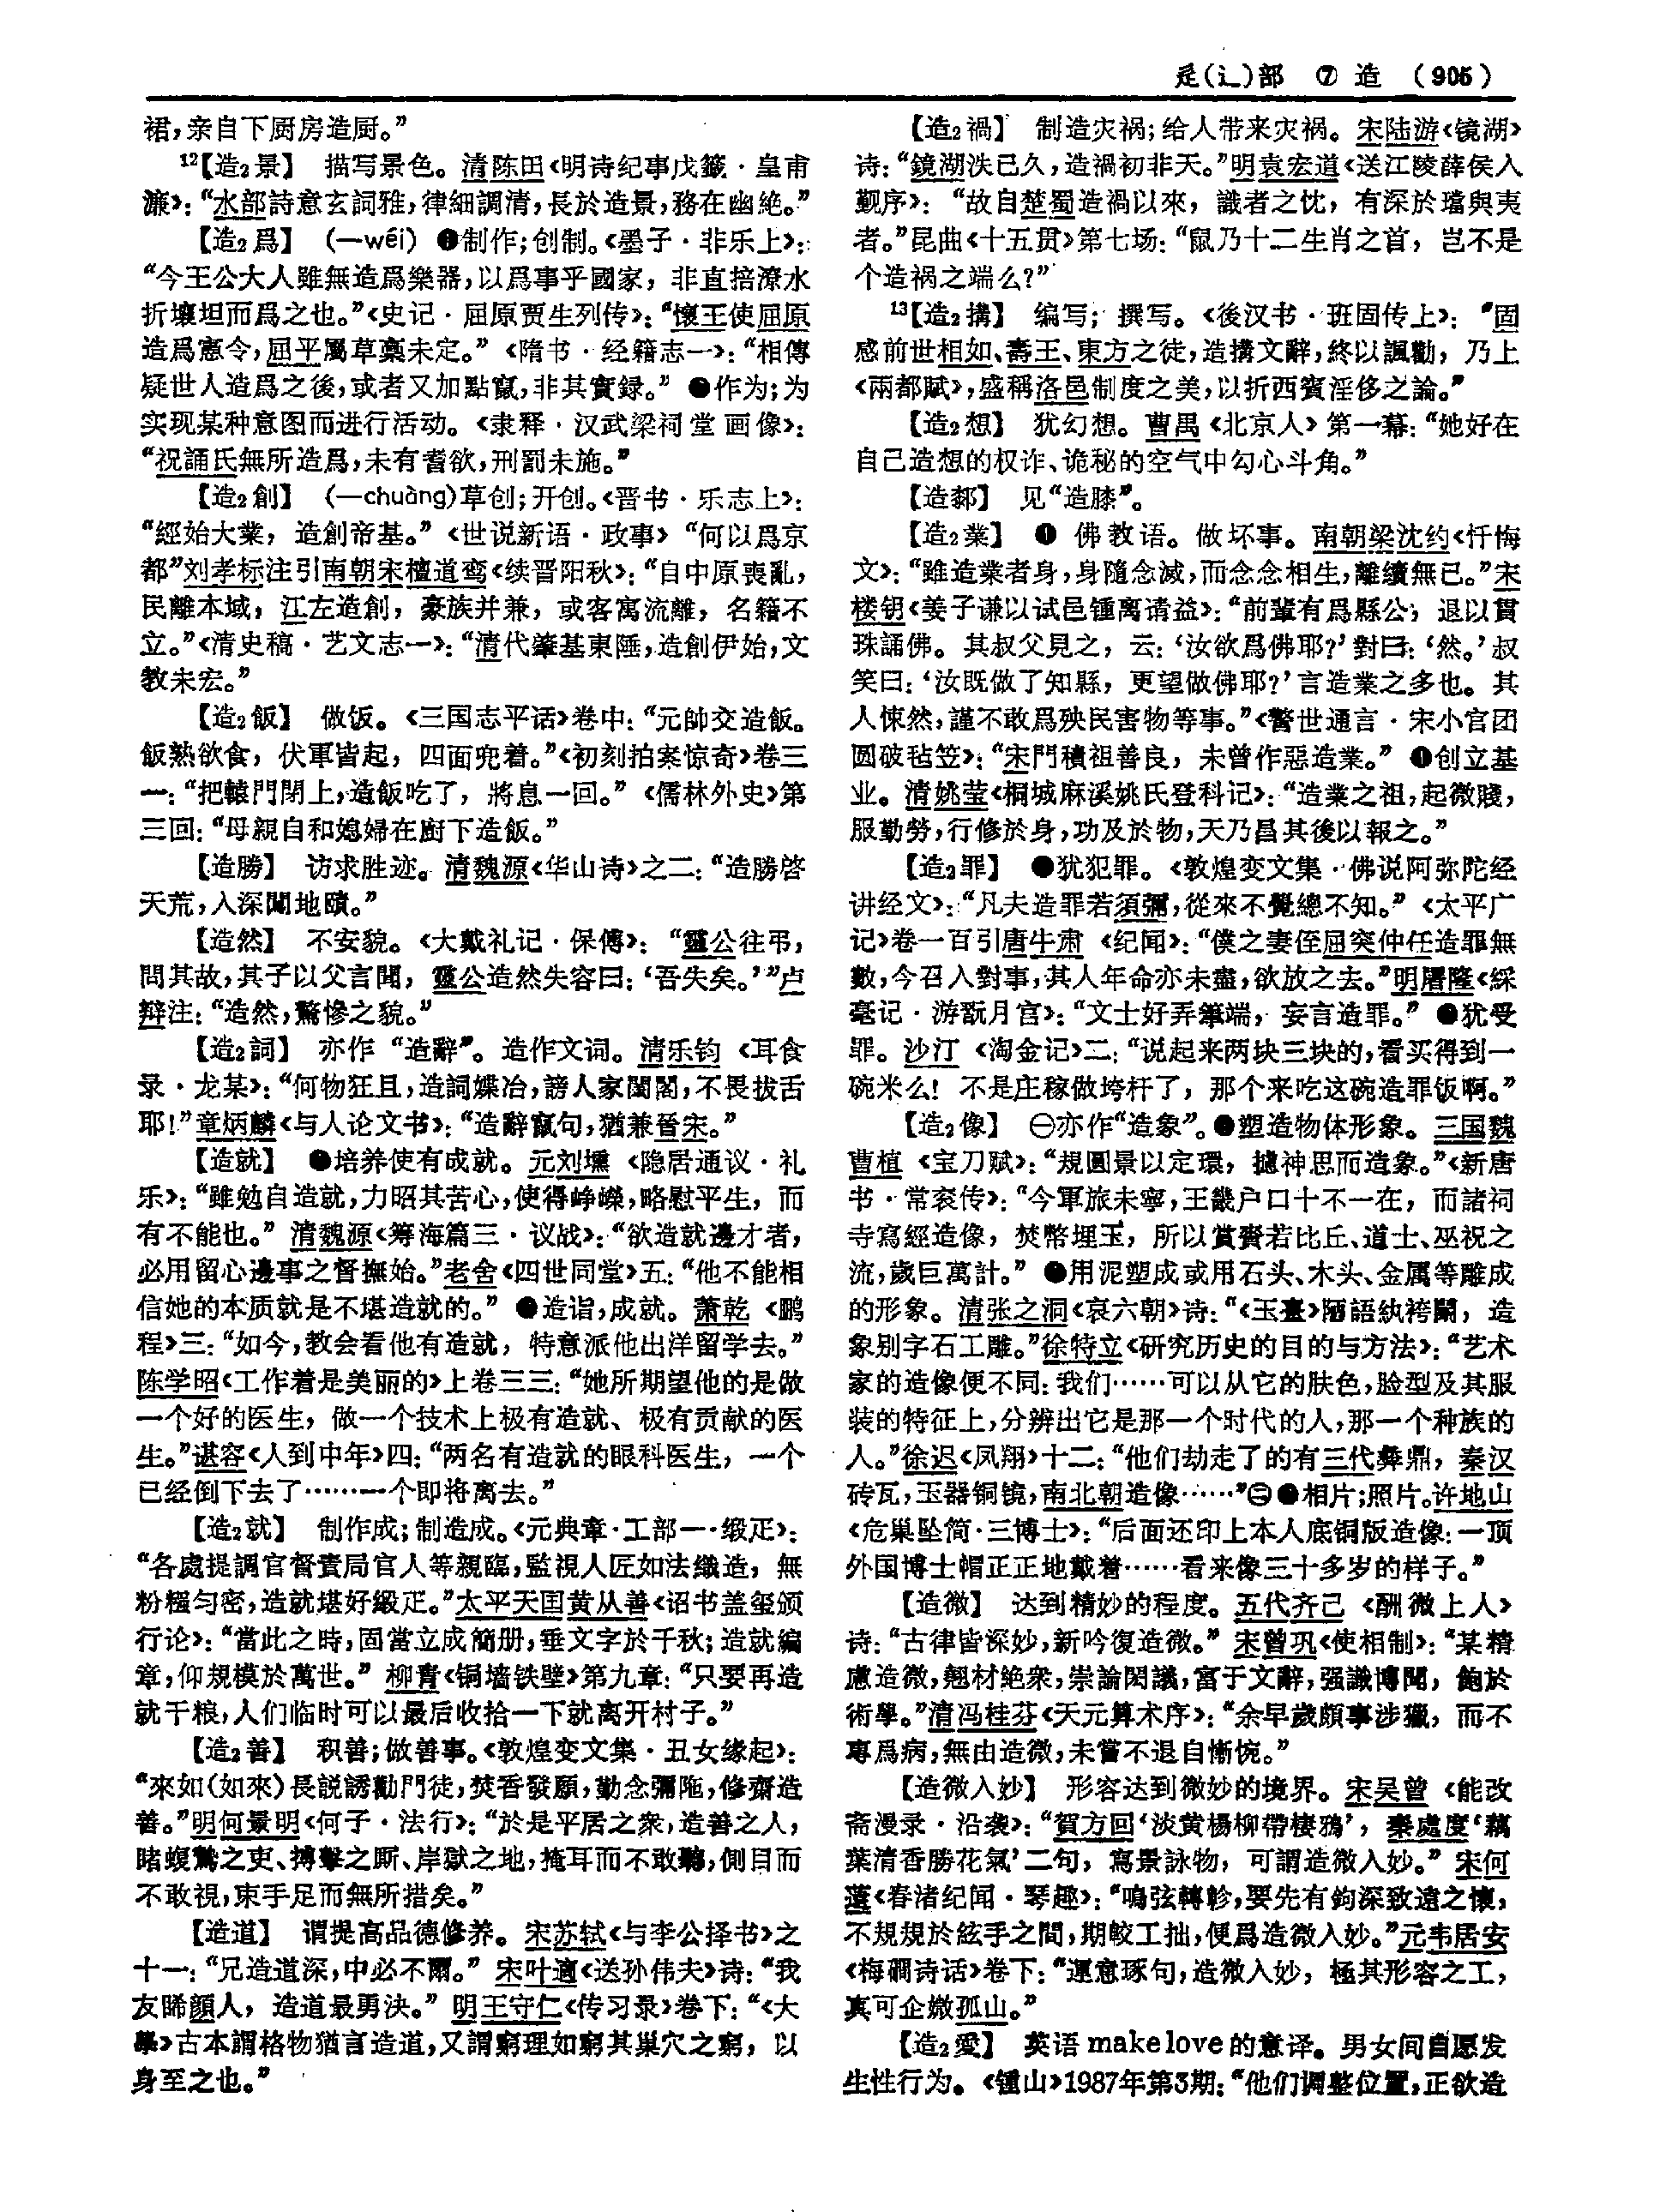 辵(辶)部 ⑦ 造 (905)
裙,亲自下厨房造厨。”
12【造2景】 描写景色。清陈田《明诗纪事戊籤·皇甫
濂》:“水部詩意玄詞雅,律細調清,長於造景,務在幽絶。”
【造2爲】 (—wéi) ❶制作;创制。《墨子·非乐上》:
“今王公大人雖無造爲樂器,以爲事乎國家,非直掊潦水
折壤坦而爲之也。”《史记·屈原贾生列传》:“懷王使屈原
造爲憲令,屈平屬草稾未定。”《隋书·经籍志一》:“相傳
疑世人造爲之後,或者又加點竄,非其實録。” ❷作为;为
实现某种意图而进行活动。《隶释·汉武梁祠堂画像》:
“祝誦氏無所造爲,未有耆欲,刑罰未施。”
【造2創】 (—chuàng)草创;开创。《晋书·乐志上》:
“經始大業,造創帝基。”《世说新语·政事》“何以爲京
都”刘孝标注引南朝宋檀道鸾《续晋阳秋》:“自中原喪亂,
民離本域,江左造創,豪族并兼,或客寓流離,名籍不
立。”《清史稿·艺文志一》:“清代肇基東陲,造創伊始,文
教未宏。”
【造2飯】 做饭。《三国志平话》卷中:“元帥交造飯。
飯熟欲食,伏軍皆起,四面兜着。”《初刻拍案惊奇》卷三
一:“把轅門閉上,造飯吃了,將息一回。”《儒林外史》第
三回:“母親自和媳婦在廚下造飯。”
【造勝】 访求胜迹。清魏源《华山诗》之二:“造勝啓
天荒,入深闖地賾。”
【造然】 不安貌。《大戴礼记·保傅》:“靈公往弔,
問其故,其子以父言聞,靈公造然失容曰:‘吾失矣。’”卢
辩注:“造然,驚慘之貌。”
【造2詞】 亦作“造辭”。造作文词。清乐钧《耳食
录·龙某》:“何物狂且,造詞媟冶,謗人家閨閤,不畏拔舌
耶!”章炳麟《与人论文书》:“造辭竄句,猶兼晉宋。”
【造就】 ❶培养使有成就。元刘壎《隐居通议·礼
乐》:“雖勉自造就,力昭其苦心,使得崢嶸,略慰平生,而
有不能也。”清魏源《筹海篇三·议战》:“欲造就邊才者,
必用留心邊事之督撫始。”老舍《四世同堂》五:“他不能相
信她的本质就是不堪造就的。” ❷造诣,成就。萧乾《鹏
程》三:“如今,教会看他有造就,特意派他出洋留学去。”
陈学昭《工作着是美丽的》上卷三三:“她所期望他的是做
一个好的医生,做一个技术上极有造就、极有贡献的医
生。”谌容《人到中年》四:“两名有造就的眼科医生,一个
已经倒下去了……一个即将离去。”
【造2就】 制作成;制造成。《元典章·工部一·缎疋》:
“各處提調官督責局官人等親臨,監視人匠如法織造,無
粉糨勻密,造就堪好緞疋。”太平天囯黄从善《诏书盖玺颁
行论》:“當此之時,固當立成簡册,垂文字於千秋;造就編
章,仰規模於萬世。”柳青《铜墙铁壁》第九章:“只要再造
就干粮,人们临时可以最后收拾一下就离开村子。”
【造2善】 积善;做善事。《敦煌变文集·丑女缘起》:
“來如(如來)長説誘勸門徒,焚香發願,勤念彌陁,修齋造
善。”明何景明《何子·法行》:“於是平居之衆,造善之人,
睹蝮鷙之吏、搏擊之斷、岸獄之地,掩耳而不敢聽,側目而
不敢視,束手足而無所措矣。”
【造道】 谓提高品德修养。宋苏轼《与李公择书》之
十一:“兄造道深,中必不爾。”宋叶適《送孙伟夫》诗:“我
友晞顔人,造道最勇決。”明王守仁《传习录》卷下:“《大
學》古本謂格物猶言造道,又謂窮理如窮其巢穴之窮,以
身至之也。”
【造2禍】 制造灾祸;给人带来灾祸。宋陆游《镜湖》
诗:“鏡湖泆已久,造禍初非天。”明袁宏道《送江陵薛侯入
觐序》:“故自楚蜀造禍以來,識者之忱,有深於璫與夷
者。”昆曲《十五贯》第七场:“鼠乃十二生肖之首,岂不是
个造祸之端么?”
13【造2搆】 编写;撰写。《後汉书·班固传上》:“固
感前世相如、壽王、東方之徒,造搆文辭,終以諷勸,乃上
《兩都賦》,盛稱洛邑制度之美,以折西賓淫侈之論。”
【造2想】 犹幻想。曹禺《北京人》第一幕:“她好在
自己造想的权诈、诡秘的空气中勾心斗角。”
【造厀】 见“造膝”。
【造2業】 ❶ 佛教语。做坏事。南朝梁沈约《忏悔
文》:“雖造業者身,身隨念滅,而念念相生,離續無已。”宋
楼钥《姜子谦以试邑锺离请益》:“前輩有爲縣公,退以貫
珠誦佛。其叔父見之,云:‘汝欲爲佛耶?’對曰:‘然。’叔
笑曰:‘汝既做了知縣,更望做佛耶?’言造業之多也。其
人悚然,謹不敢爲殃民害物等事。”《警世通言·宋小官团
圆破毡笠》:“宋門積祖善良,未曾作惡造業。” ❷创立基
业。清姚莹《桐城麻溪姚氏登科记》:“造業之祖,起微賤,
服勤勞,行修於身,功及於物,天乃昌其後以報之。”
【造2罪】 ❶犹犯罪。《敦煌变文集·佛说阿弥陀经
讲经文》:“凡夫造罪若須彌,從來不覺總不知。”《太平广
记》卷一百引唐牛肃《纪闻》:“僕之妻侄屈突仲任造罪無
數,今召入對事,其人年命亦未盡,欲放之去。”明屠隆《綵
毫记·游翫月宫》:“文士好弄筆端,妄言造罪。” ❷犹受
罪。沙汀《淘金记》二:“说起来两块三块的,看买得到一
碗米么!不是庄稼做垮杆了,那个来吃这碗造罪饭啊。”
【造2像】 ㊀亦作“造象”。❶塑造物体形象。三国魏
曹植《宝刀赋》:“規圓景以定環,攄神思而造象。”《新唐
书·常衮传》:“今軍旅未寧,王畿户口十不一在,而諸祠
寺寫經造像,焚幣埋玉,所以賞賚若比丘、道士、巫祝之
流,歲巨萬計。” ❷用泥塑成或用石头、木头、金属等雕成
的形象。清张之洞《哀六朝》诗:“《玉臺》陋語紈袴鬭,造
象别字石工雕。”徐特立《研究历史的目的与方法》:“艺术
家的造像便不同:我们……可以从它的肤色,脸型及其服
装的特征上,分辨出它是那一个时代的人,那一个种族的
人。”徐迟《凤翔》十二:“他们劫走了的有三代彝鼎,秦汉
砖瓦,玉器铜镜,南北朝造像……”㊁❶相片;照片。许地山
《危巢坠简·三博士》:“后面还印上本人底铜版造像:一顶
外国博士帽正正地戴着……看来像三十多岁的样子。”
【造微】 达到精妙的程度。五代齐己《酬微上人》
诗:“古律皆深妙,新吟復造微。”宋曾巩《使相制》:“某精
慮造微,翹材絶衆,崇論閎議,富于文辭,强識博聞,飽於
術學。”清冯桂芬《天元算术序》:“余早歲頗事涉獵,而不
專爲病,無由造微,未嘗不退自慚惋。”
【造微入妙】 形容达到微妙的境界。宋吴曾《能改
斋漫录·沿袭》:“賀方回‘淡黄楊柳帶棲鴉’,秦處度‘藕
葉清香勝花氣’二句,寫景詠物,可謂造微入妙。”宋何
薳《春渚纪闻·琴趣》:“鳴弦轉軫,要先有鉤深致遠之懷,
不規規於絃手之間,期較工拙,便爲造微入妙。”元韦居安
《梅磵诗话》卷下:“運意琢句,造微入妙,極其形容之工,
真可企媺孤山。”
【造2愛】 英语make love的意译。男女间自愿发
生性行为。《锺山》1987年第3期:“他们调整位置,正欲造